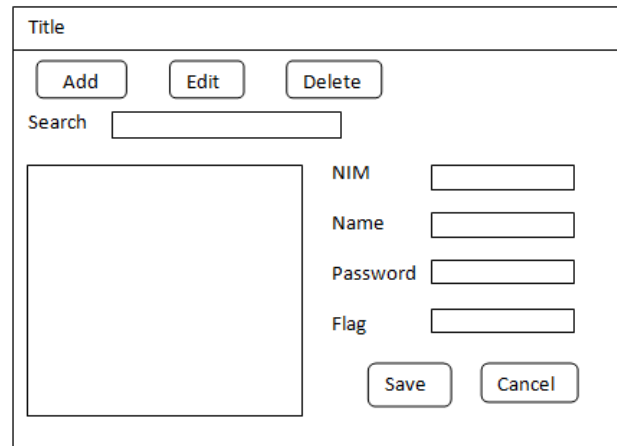 Title
Add Edit Delete
Search
NIM
Name
Password
Flag
Save Cancel